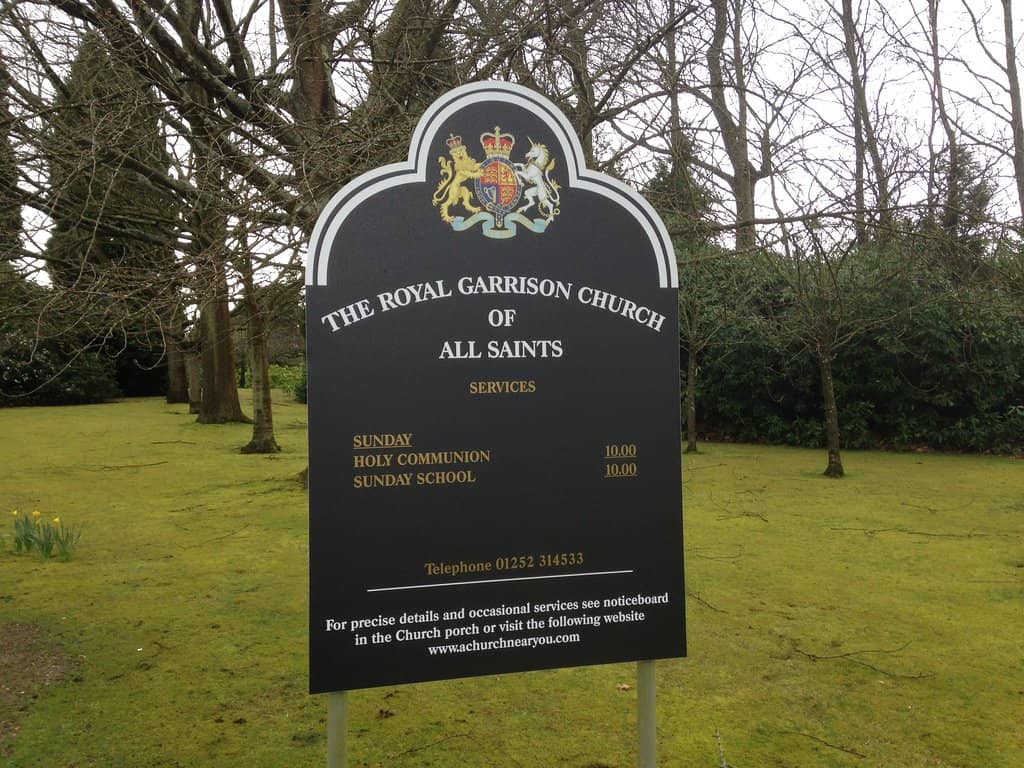 THE ROYAL GARRISON CHURCH
OF
ALL SAINTS
SERVICES
SUNDAY
HOLY COMMUNION 10.00
SUNDAY SCHOOL 10.00
Telephone 01252 314533
For precise details and occasional services see noticeboard
in the Church porch or visit the following website
www.achurchnearyou.com